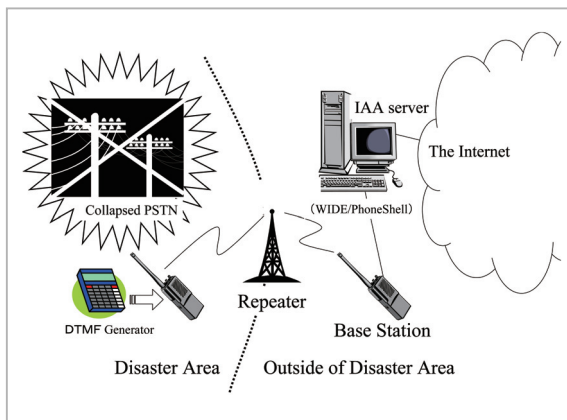 IAA server
The Internet
Collapsed PSTN
（WIDE/PhoneShell）
Repeater
DTMF Generator
Base Station
Disaster Area
Outside of Disaster Area